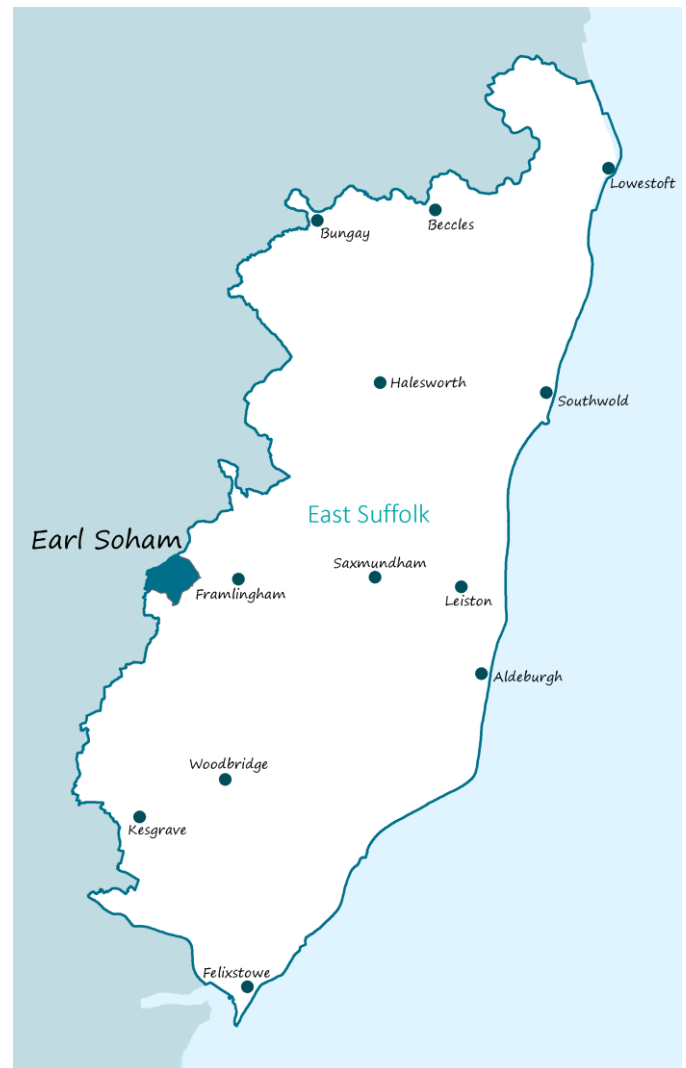 Lowestoft
Beccles
Bungay
Halesworth
Southwold
East Suffolk
Earl Soham
Saxmundham
Framlingham
Leiston
Aldeburgh
Woodbridge
Kesgrave
Felixstowe